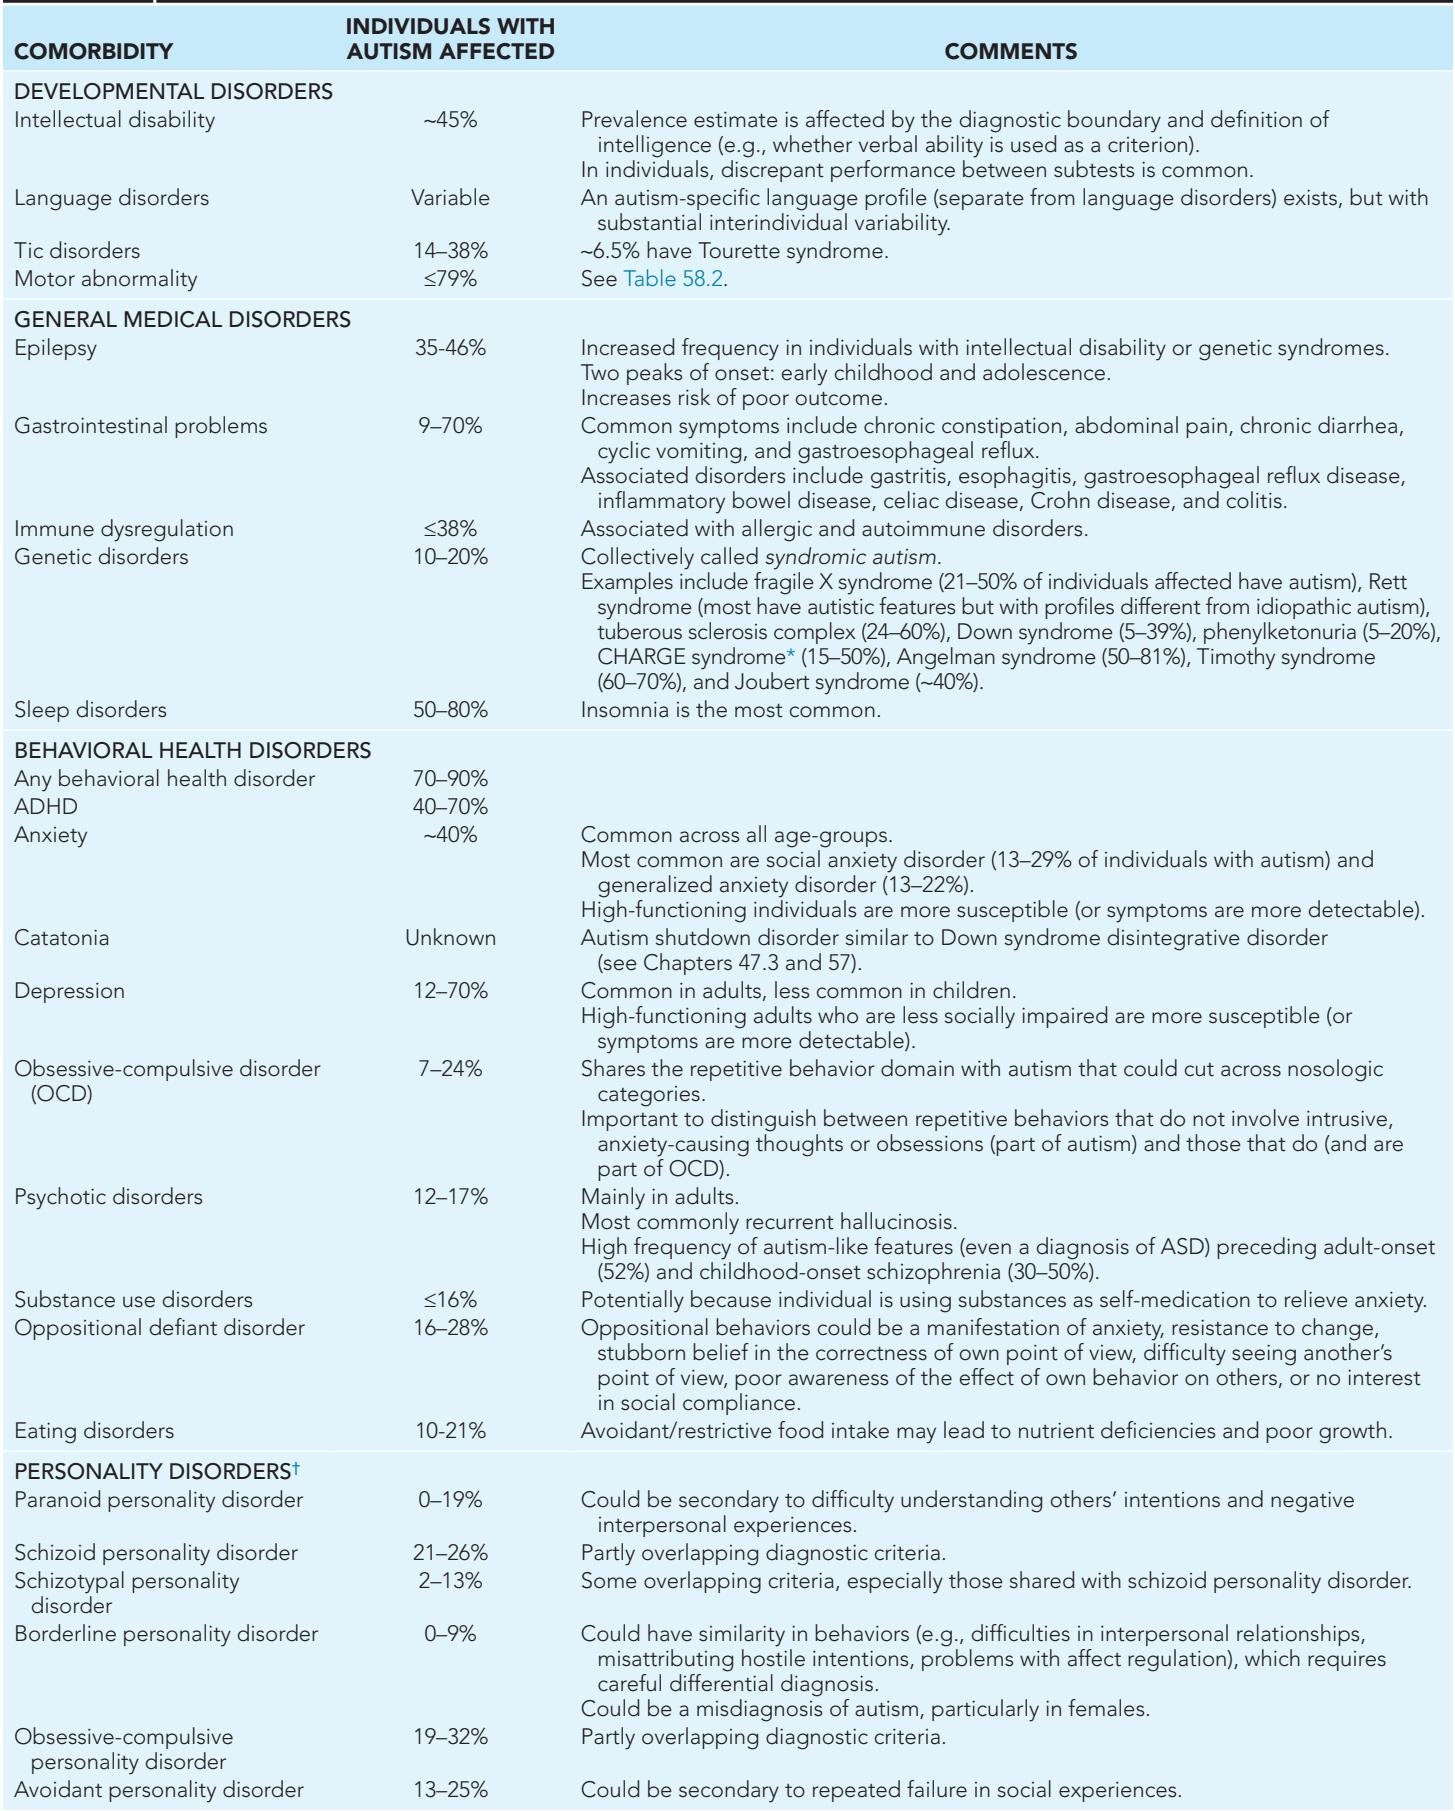 COMORBIDITY INDIVIDUALS WITH AUTISM AFFECTED COMMENTS
DEVELOPMENTAL DISORDERS
Intellectual disability ~45% Prevalence estimate is affected by the diagnostic boundary and definition of
intelligence (e.g., whether verbal ability is used as a criterion).
In individuals, discrepant performance between subtests is common.
Language disorders Variable An autism-specific language profile (separate from language disorders) exists, but with
substantial interindividual variability.
Tic disorders 14–38% ~6.5% have Tourette syndrome.
Motor abnormality ≤79% See Table 58.2.
GENERAL MEDICAL DISORDERS
Epilepsy 35-46% Increased frequency in individuals with intellectual disability or genetic syndromes.
Two peaks of onset: early childhood and adolescence.
Increases risk of poor outcome.
Gastrointestinal problems 9–70% Common symptoms include chronic constipation, abdominal pain, chronic diarrhea,
cyclic vomiting, and gastroesophageal reflux.
Associated disorders include gastritis, esophagitis, gastroesophageal reflux disease,
inflammatory bowel disease, celiac disease, Crohn disease, and colitis.
Immune dysregulation ≤38% Associated with allergic and autoimmune disorders.
Genetic disorders 10–20% Collectively called syndromic autism.
Examples include fragile X syndrome (21–50% of individuals affected have autism), Rett
syndrome (most have autistic features but with profiles different from idiopathic autism),
tuberous sclerosis complex (24–60%), Down syndrome (5–39%), phenylketonuria (5–20%),
CHARGE syndrome* (15–50%), Angelman syndrome (50–81%), Timothy syndrome
(60–70%), and Joubert syndrome (~40%).
Sleep disorders 50–80% Insomnia is the most common.
BEHAVIORAL HEALTH DISORDERS
Any behavioral health disorder 70–90%
ADHD 40–70%
Anxiety ~40% Common across all age-groups.
Most common are social anxiety disorder (13–29% of individuals with autism) and
generalized anxiety disorder (13–22%).
High-functioning individuals are more susceptible (or symptoms are more detectable).
Catatonia Unknown Autism shutdown disorder similar to Down syndrome disintegrative disorder
(see Chapters 47.3 and 57).
Depression 12–70% Common in adults, less common in children.
High-functioning adults who are less socially impaired are more susceptible (or
symptoms are more detectable).
Obsessive-compulsive disorder 7–24% Shares the repetitive behavior domain with autism that could cut across nosologic
(OCD) categories.
Important to distinguish between repetitive behaviors that do not involve intrusive,
anxiety-causing thoughts or obsessions (part of autism) and those that do (and are
part of OCD).
Psychotic disorders 12–17% Mainly in adults.
Most commonly recurrent hallucinosis.
High frequency of autism-like features (even a diagnosis of ASD) preceding adult-onset
(52%) and childhood-onset schizophrenia (30–50%).
Substance use disorders ≤16% Potentially because individual is using substances as self-medication to relieve anxiety.
Oppositional defiant disorder 16–28% Oppositional behaviors could be a manifestation of anxiety, resistance to change,
stubborn belief in the correctness of own point of view, difficulty seeing another's
point of view, poor awareness of the effect of own behavior on others, or no interest
in social compliance.
Eating disorders 10-21% Avoidant/restrictive food intake may lead to nutrient deficiencies and poor growth.
PERSONALITY DISORDERS†
Paranoid personality disorder 0–19% Could be secondary to difficulty understanding others' intentions and negative
interpersonal experiences.
Schizoid personality disorder 21–26% Partly overlapping diagnostic criteria.
Schizotypal personality 2–13% Some overlapping criteria, especially those shared with schizoid personality disorder.
disorder
Borderline personality disorder 0–9% Could have similarity in behaviors (e.g., difficulties in interpersonal relationships,
misattributing hostile intentions, problems with affect regulation), which requires
careful differential diagnosis.
Could be a misdiagnosis of autism, particularly in females.
Obsessive-compulsive 19–32% Partly overlapping diagnostic criteria.
personality disorder
Avoidant personality disorder 13–25% Could be secondary to repeated failure in social experiences.